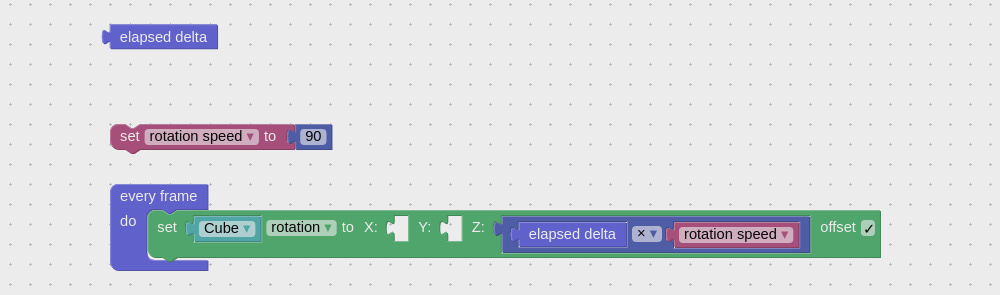 elapsed delta
set rotation speed ▾ to 90
every frame
do set Cube ▾ rotation ▾ to X: Y: Z: elapsed delta × ▾ rotation speed ▾ offset ✓